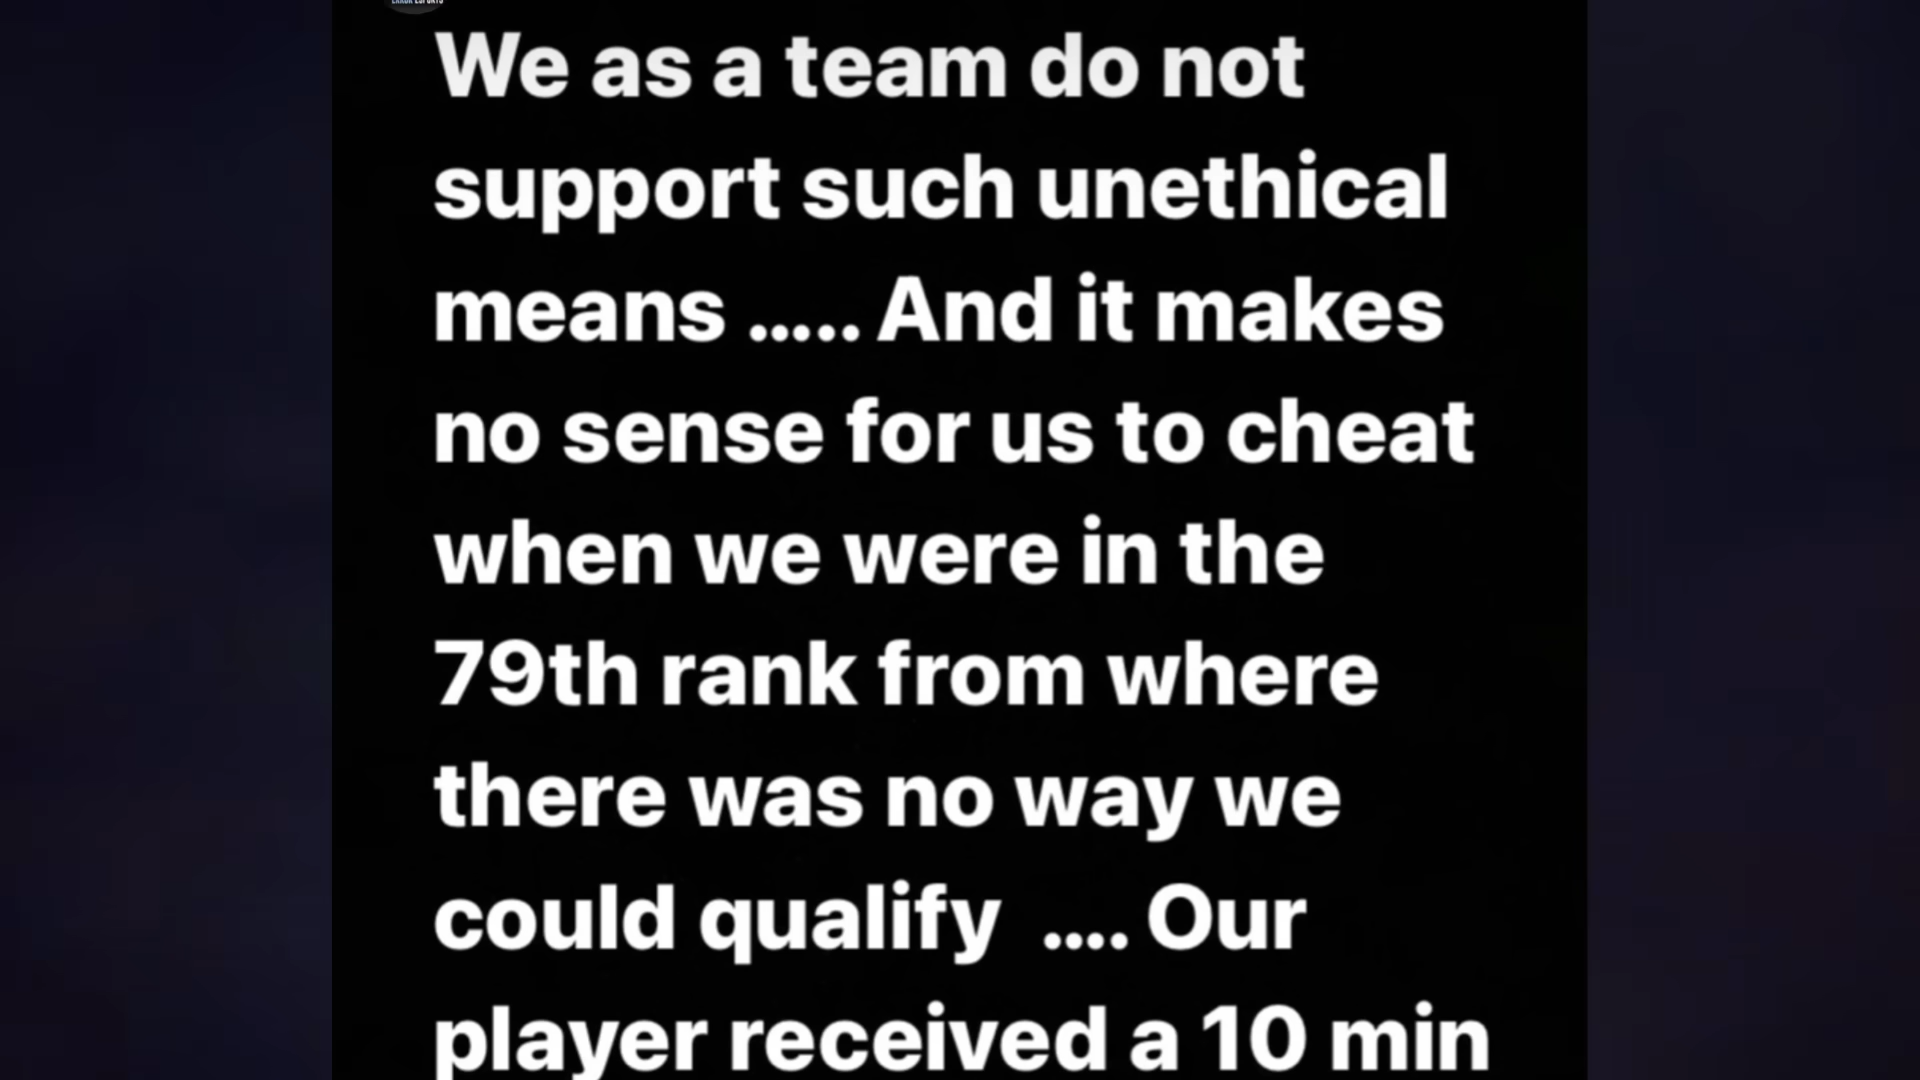 We as a team do not
support such unethical
means ..... And it makes
no sense for us to cheat
when we were in the
79th rank from where
there was no way we
could qualify  .... Our
player received a 10 min